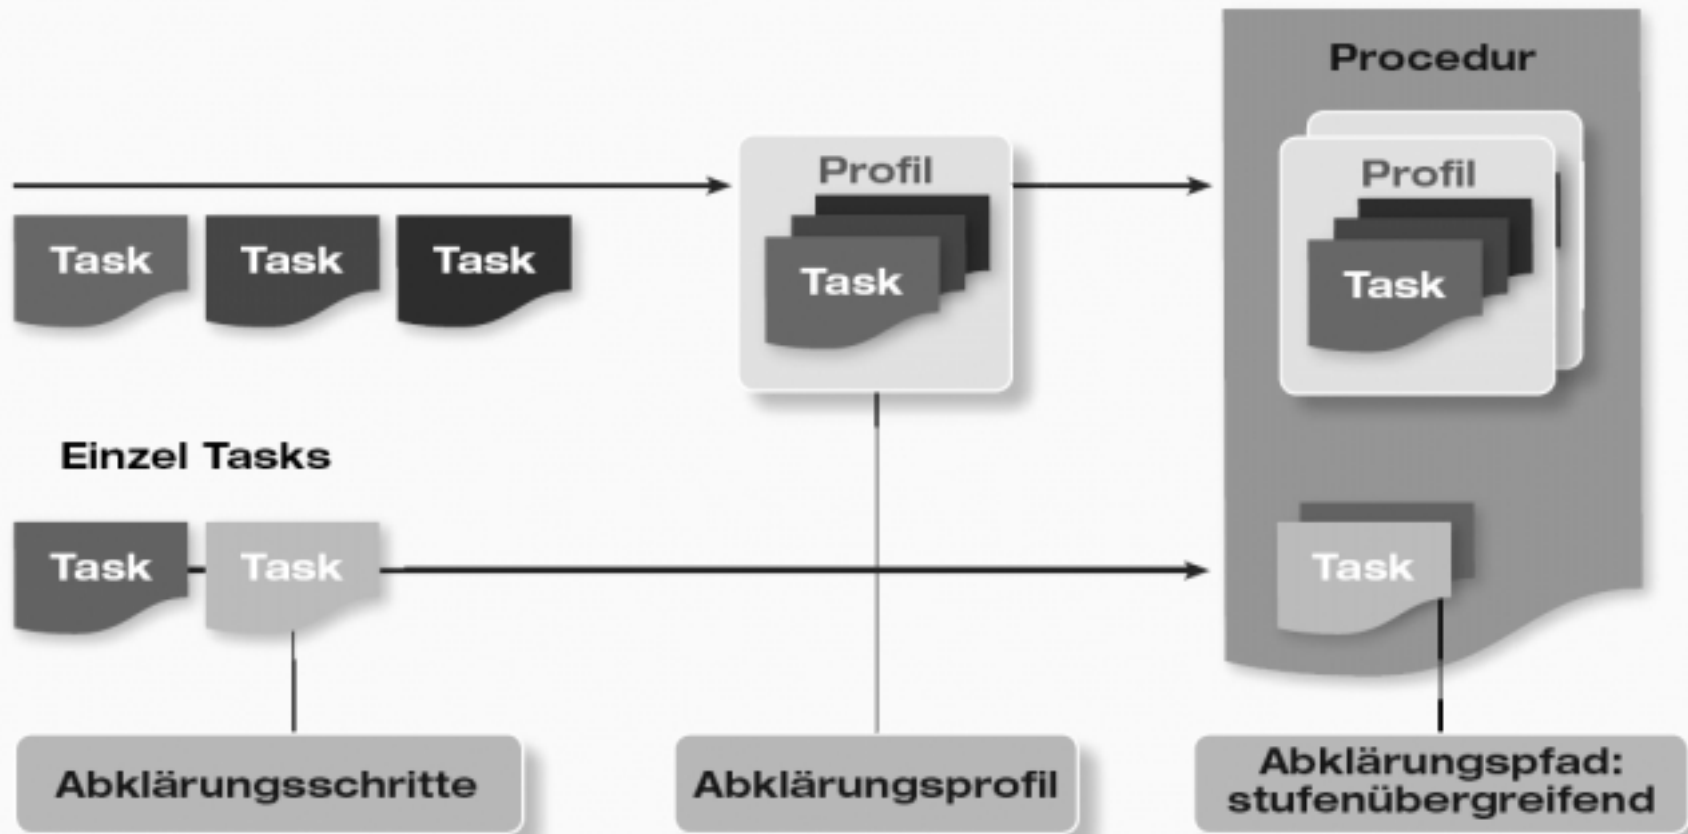 Procedur
Profil
Profil
Task
Task
Task
Task
Task
Einzel Tasks
Task
Task
Task
Abklärungsschritte
Abklärungsprofil
Abklärungspfad:
stufenübergreifend